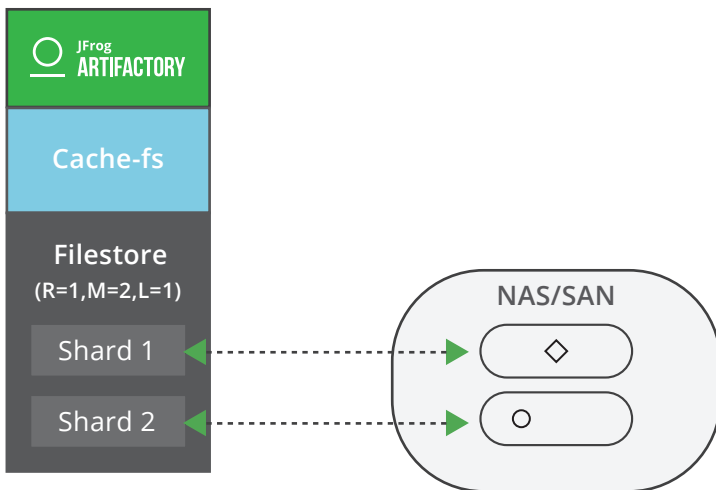 JFrog
ARTIFACTORY
Cache-fs
Filestore
(R=1,M=2,L=1)
Shard 1
Shard 2
NAS/SAN